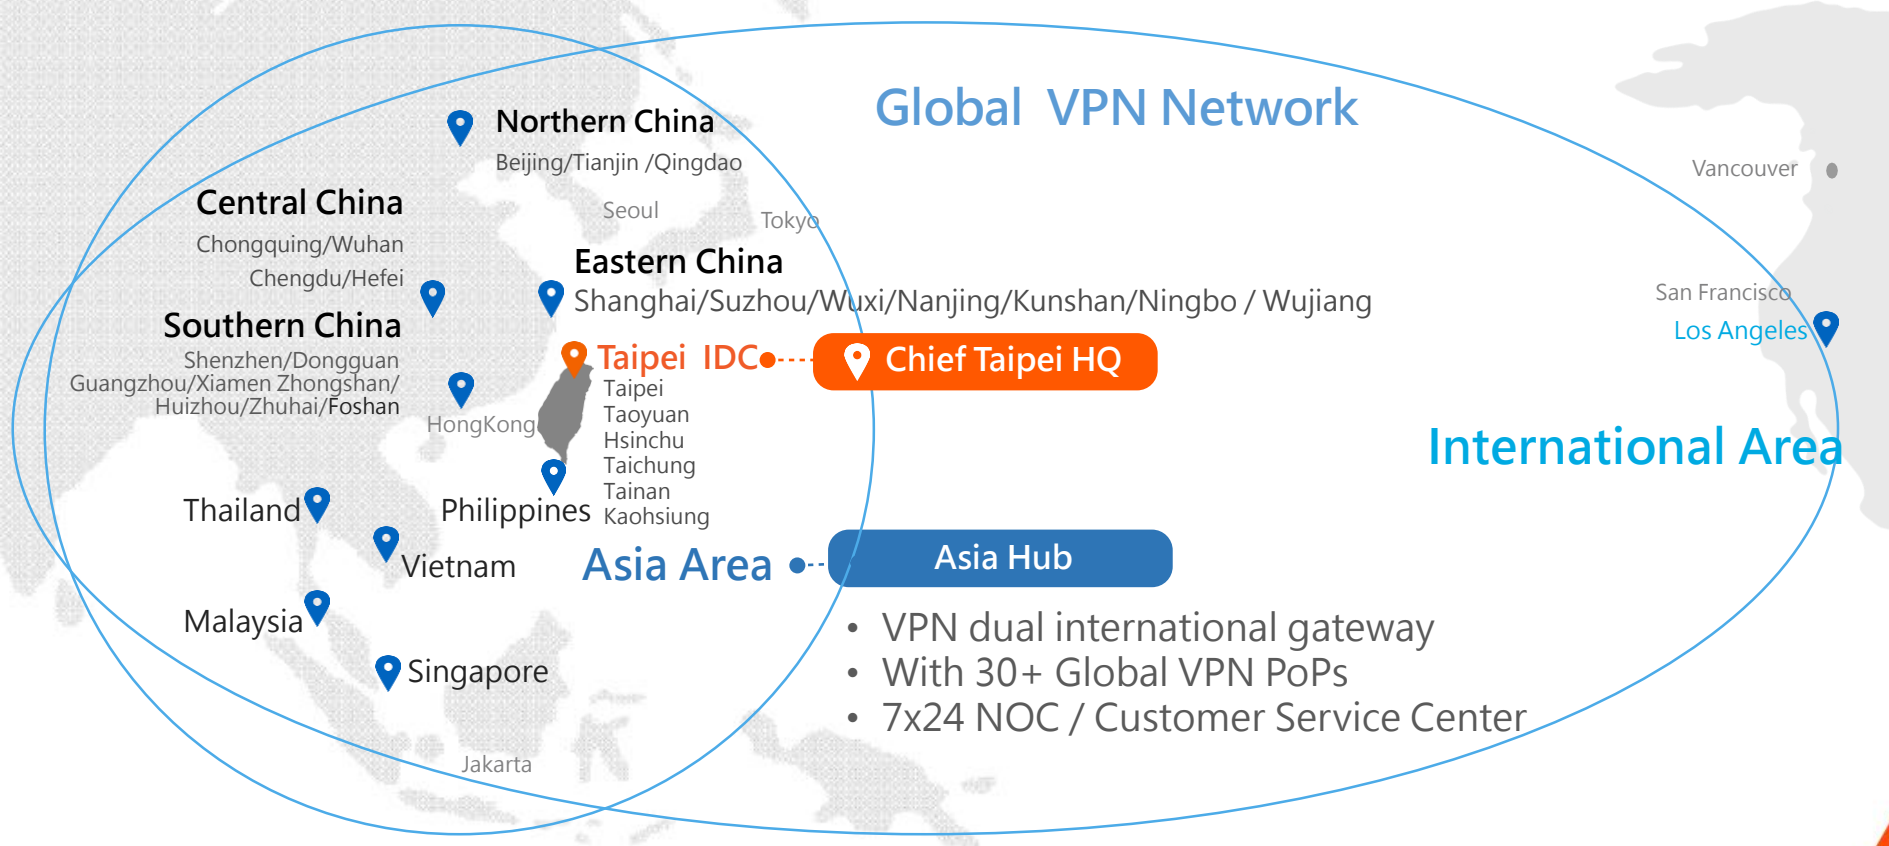 Global VPN Network
Northern China
Beijing/Tianjin /Qingdao
Vancouver
Central China
Chongquing/Wuhan
Chengdu/Hefei
Seoul
Tokyo
Eastern China
Shanghai/Suzhou/Wuxi/Nanjing/Kunshan/Ningbo / Wujiang
San Francisco
Los Angeles
Southern China
Shenzhen/Dongguan
Guangzhou/Xiamen Zhongshan/
Huizhou/Zhuhai/Foshan
HongKong
Taipei IDC
Chief Taipei HQ
Taipei
Taoyuan
Hsinchu
Taichung
Tainan
Kaohsiung
International Area
Thailand
Philippines
Vietnam
Asia Area
Asia Hub
Malaysia
Singapore
• VPN dual international gateway
• With 30+ Global VPN PoPs
• 7x24 NOC / Customer Service Center
Jakarta